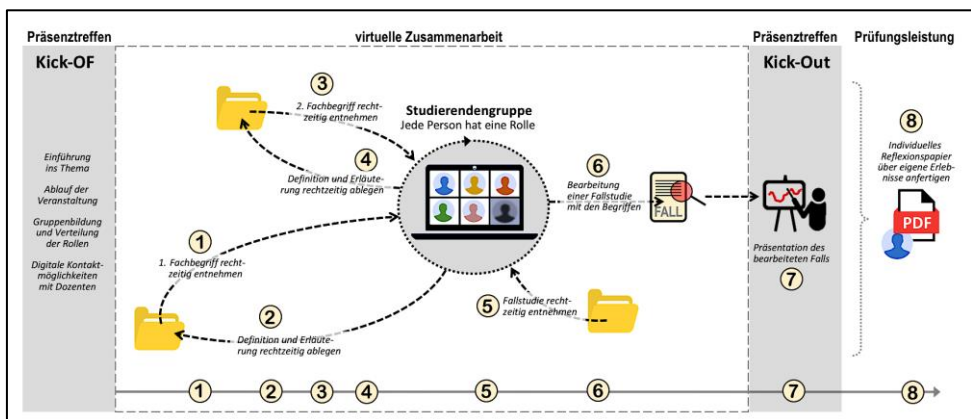 Präsenztreffen
Kick-OF
Einführung
ins Thema
Ablauf der
Veranstaltung
Gruppenbildung
und Verteilung
der Rollen
Digitale Kontakt-
möglichkeiten
mit Dozenten
virtuelle Zusammenarbeit
3
2. Fachbegriff recht-
zeitig entnehmen
4
Definition und Erläute-
rung rechtzeitig ablegen
1
1. Fachbegriff recht-
zeitig entnehmen
2
Definition und Erläute-
rung rechtzeitig ablegen
Studierendengruppe
Jede Person hat eine Rolle
5
Fallstudie recht-
zeitig entnehmen
6
Bearbeitung
einer Fallstudie
mit den Begriffen
FALL
Präsenztreffen
Kick-Out
Präsentation des
bearbeiteten Falls
7
Prüfungsleistung
8
Individuelles
Reflexionspapier
über eigene Erleb-
nisse anfertigen
PDF
1 2 3 4 5 6 7 8